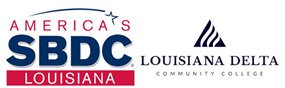 AMERICA'S
SBDC
LOUISIANA
LOUISIANA DELTA
COMMUNITY COLLEGE